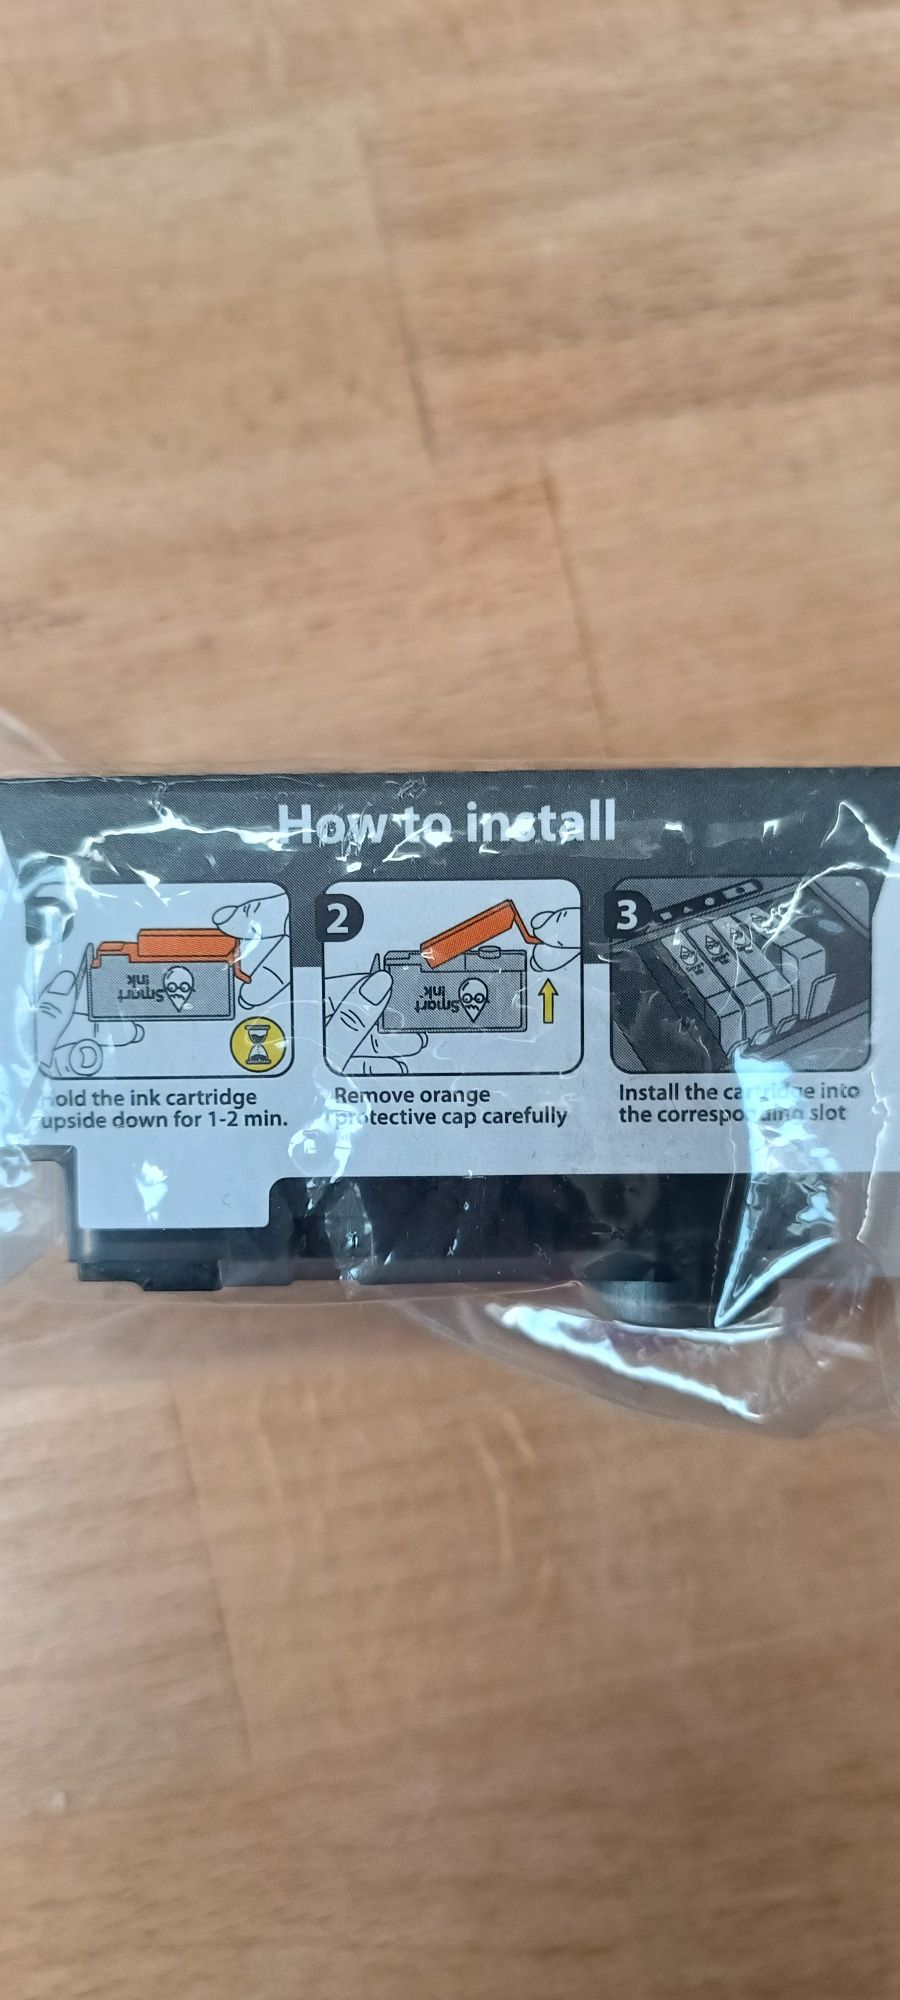 How to install
2
3
Smart
ink
Smart
ink
Hold the ink cartridge
upside down for 1-2 min.
Remove orange
protective cap carefully
Install the cartridge into
the corresponding slot